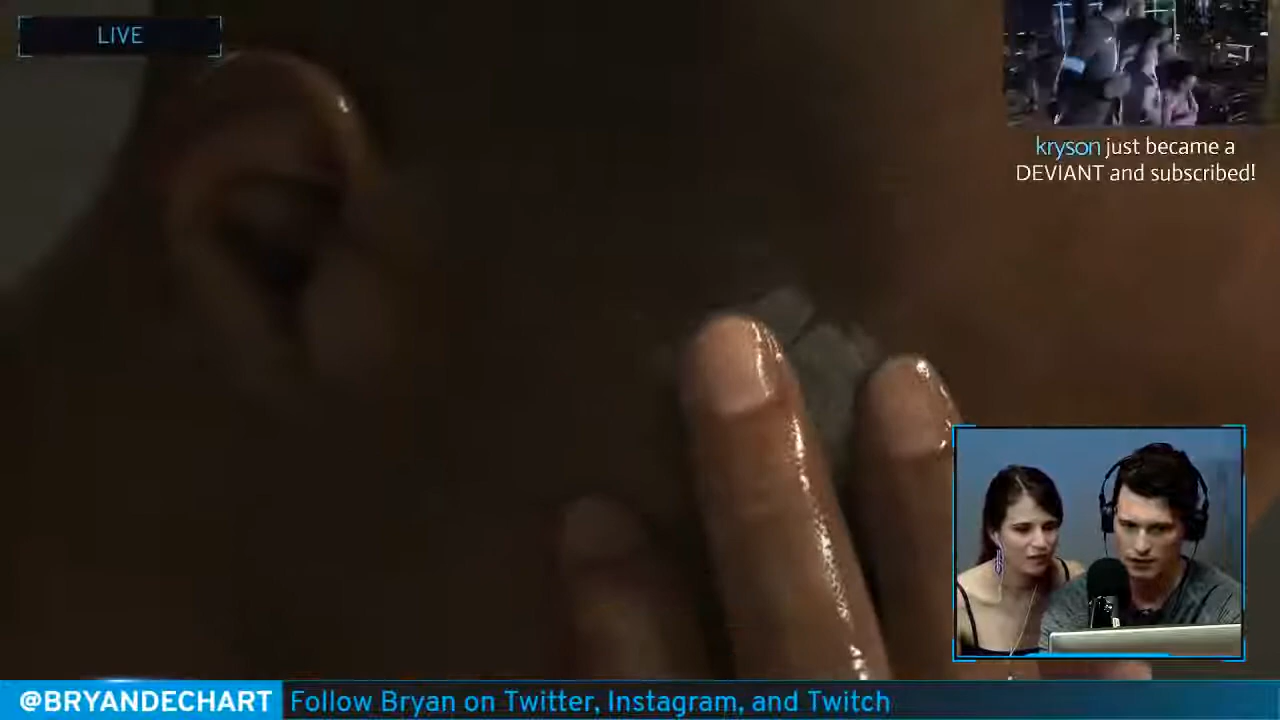 LIVE
kryson just became a
DEVIANT and subscribed!
@BRYANDECHART Follow Bryan on Twitter, Instagram, and Twitch